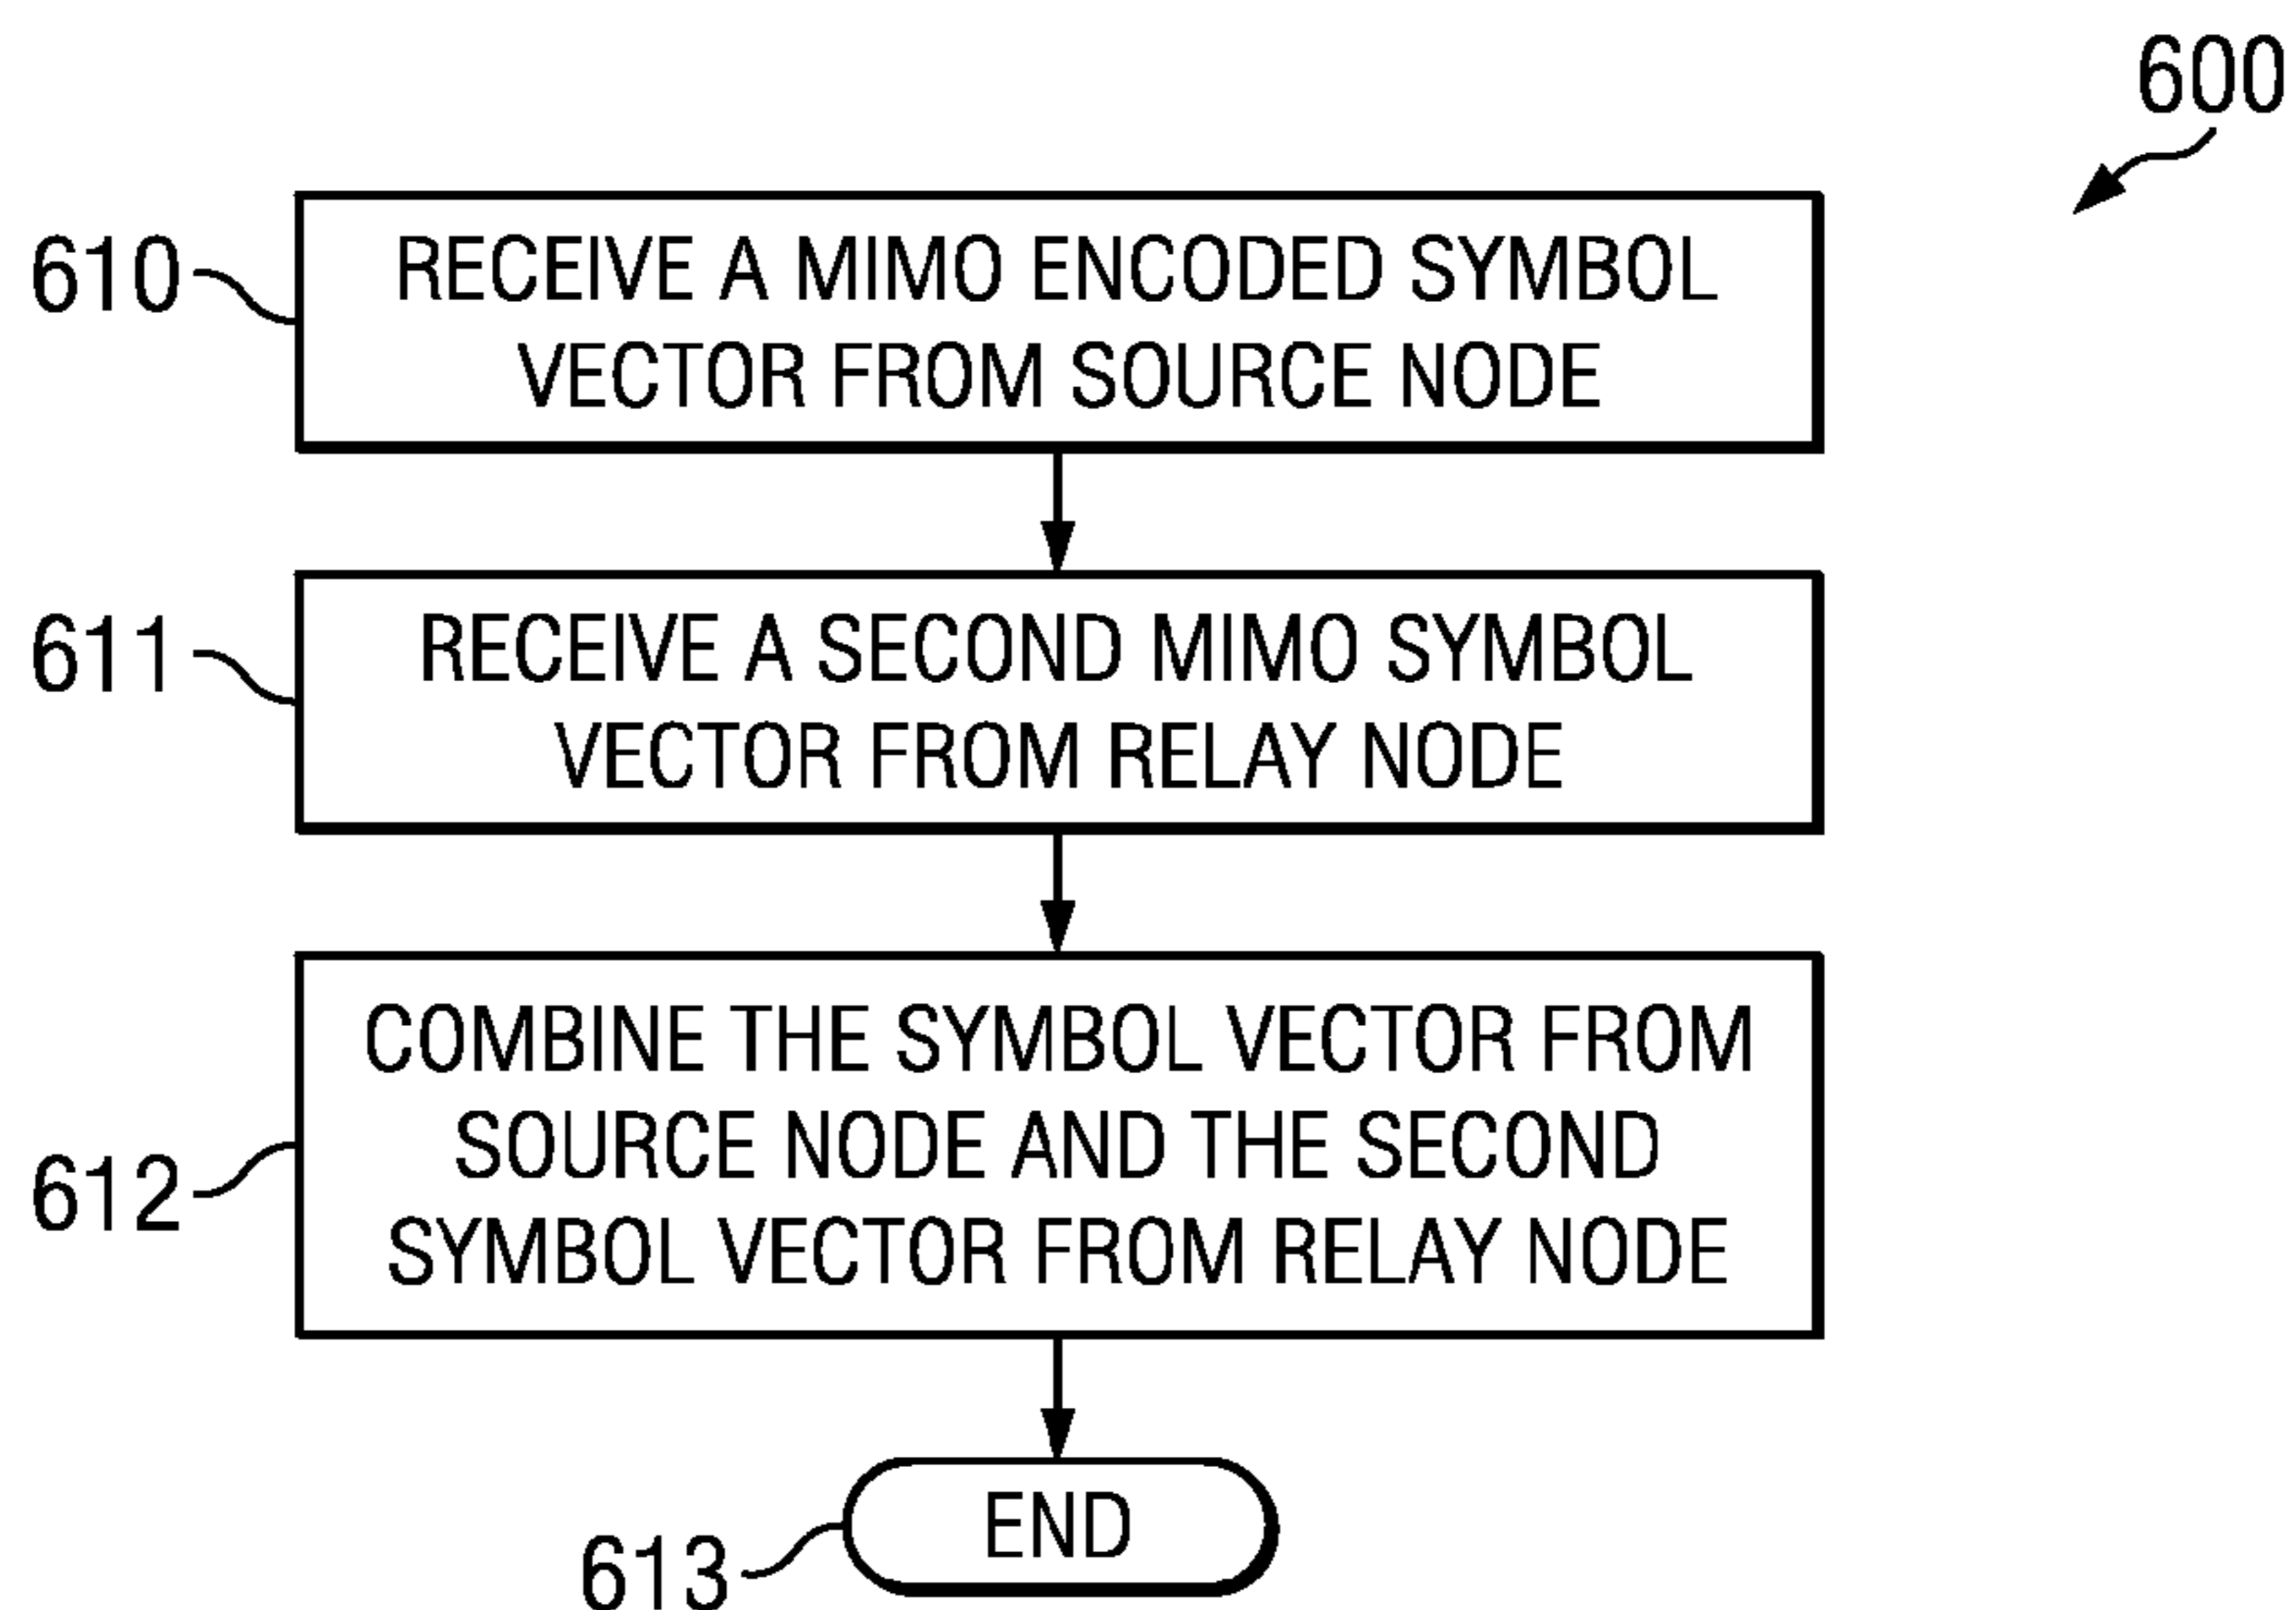 600
610
RECEIVE A MIMO ENCODED SYMBOL
VECTOR FROM SOURCE NODE
611
RECEIVE A SECOND MIMO SYMBOL
VECTOR FROM RELAY NODE
612
COMBINE THE SYMBOL VECTOR FROM
SOURCE NODE AND THE SECOND
SYMBOL VECTOR FROM RELAY NODE
613
END